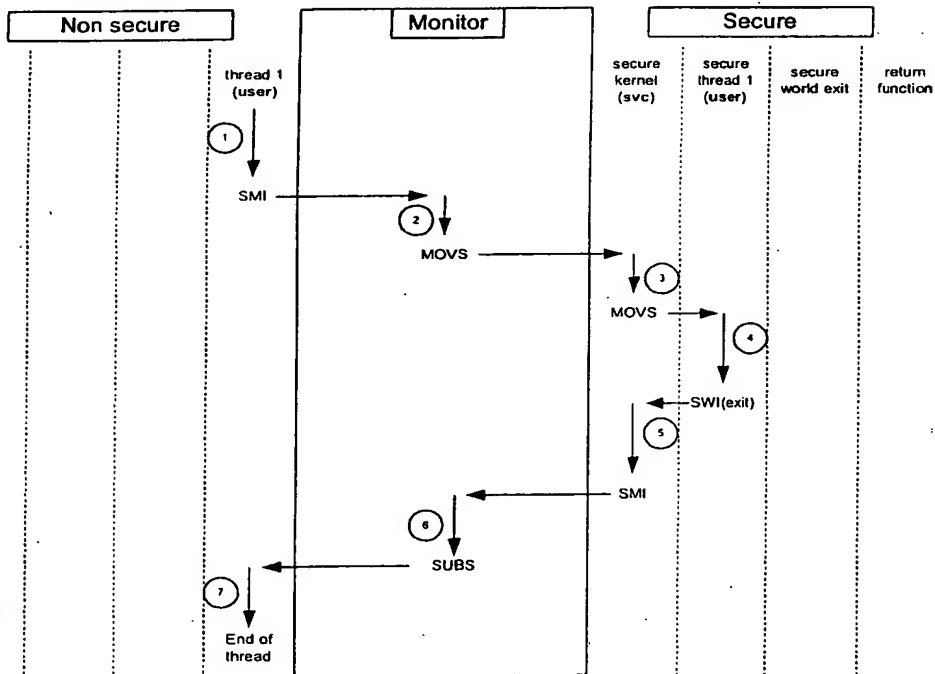 Non secure
Monitor
Secure
thread 1
(user)
secure
kernel
(svc)
secure
thread 1
(user)
secure
world exit
return
function
1
SMI
2
MOVS
3
MOVS
4
SWI(exit)
5
SMI
6
SUBS
7
End of
thread